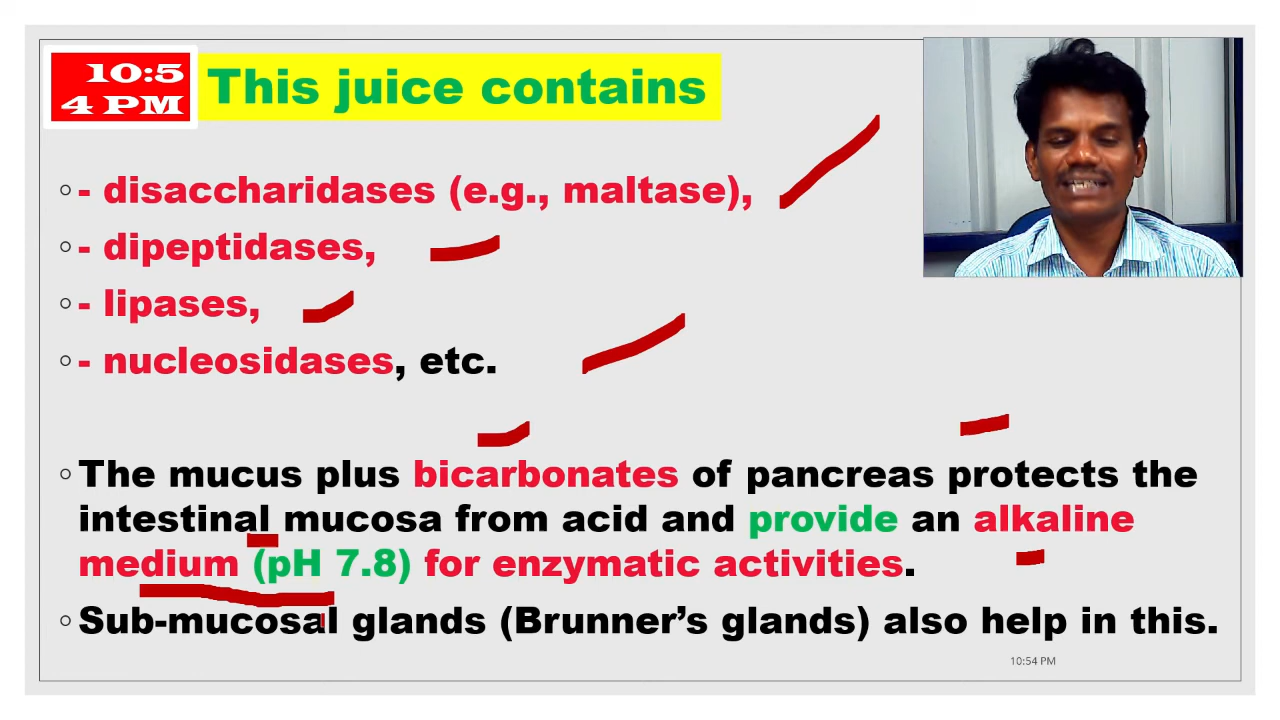 10:5
4 PM
This juice contains
- disaccharidases (e.g., maltase),
- dipeptidases,
- lipases,
- nucleosidases, etc.
The mucus plus bicarbonates of pancreas protects the
intestinal mucosa from acid and provide an alkaline
medium (pH 7.8) for enzymatic activities.
Sub-mucosal glands (Brunner’s glands) also help in this.
10:54 PM